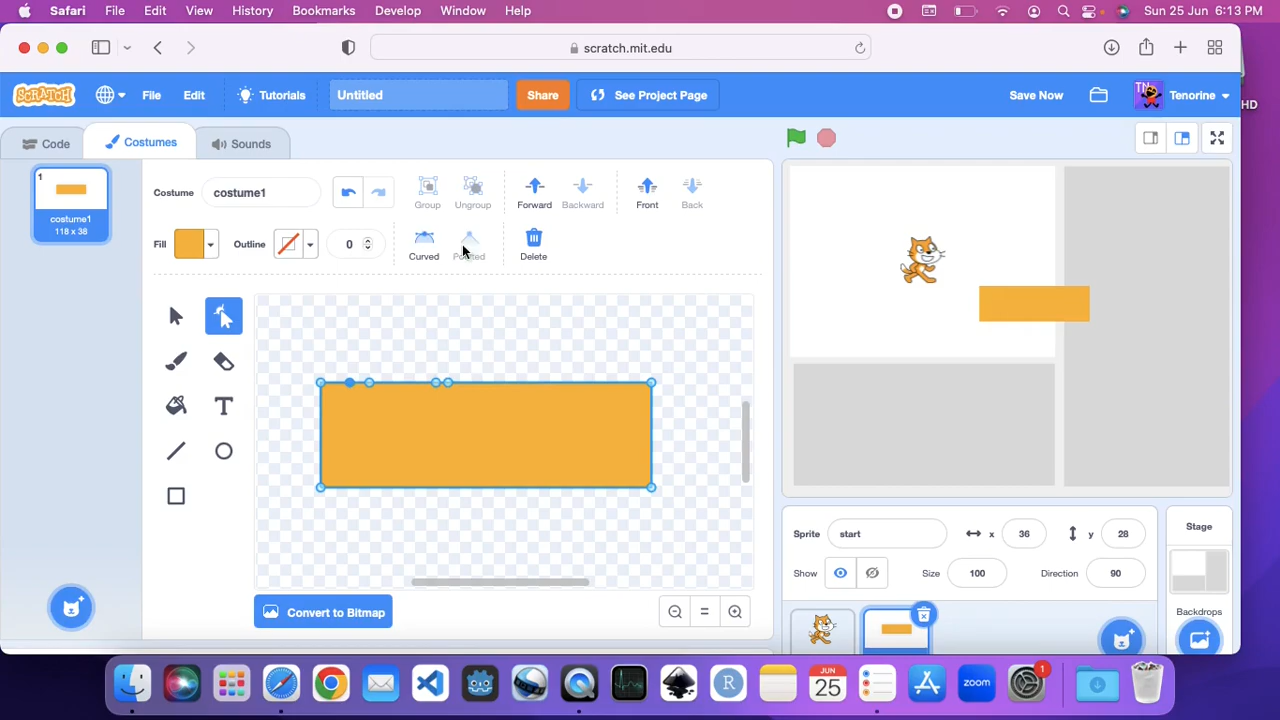 Safari File Edit View History Bookmarks Develop Window Help Sun 25 Jun 6:13 PM
scratch.mit.edu
HD
SCRATCH File Edit Tutorials Untitled Share See Project Page Save Now TN Tenorine
Code Costumes Sounds
1
costume1
118 x 38
Costume costume1 Group Ungroup Forward Backward Front Back
Fill Outline 0 Curved Pointed Delete
T
Convert to Bitmap
Sprite start x 36 y 28
Show Size 100 Direction 90
Stage
Backdrops
JUN
25
R
zoom
1